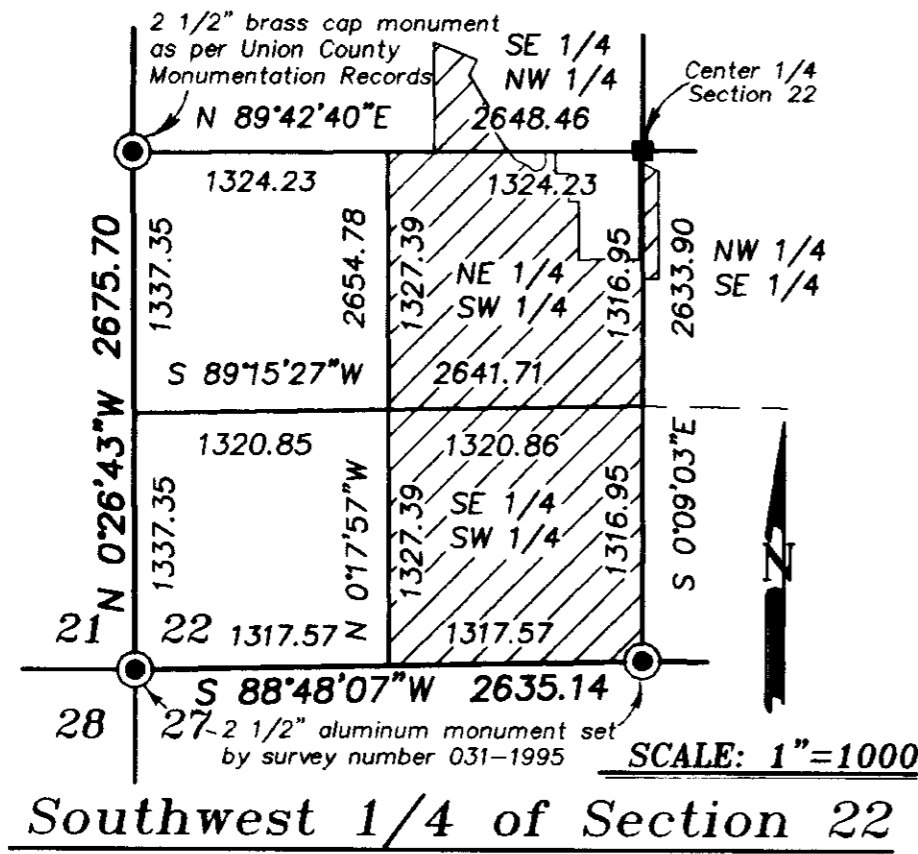 2 1/2" brass cap monument
as per Union County
Monumentation Records
SE 1/4
NW 1/4
Center 1/4
Section 22
N 89°42'40"E
2648.46
1324.23
1324.23
N 0°26'43"W 2675.70
1337.35
2654.78
1327.39
NE 1/4
SW 1/4
1316.95
2633.90
NW 1/4
SE 1/4
S 89°15'27"W
2641.71
1320.85
1320.86
1337.35
N 0°17'57"W
1327.39
SE 1/4
SW 1/4
1316.95
S 0°09'03"E
N
21
22
1317.57
1317.57
S 88°48'07"W 2635.14
28
27
2 1/2" aluminum monument set
by survey number 031-1995
SCALE: 1"=1000
Southwest 1/4 of Section 22